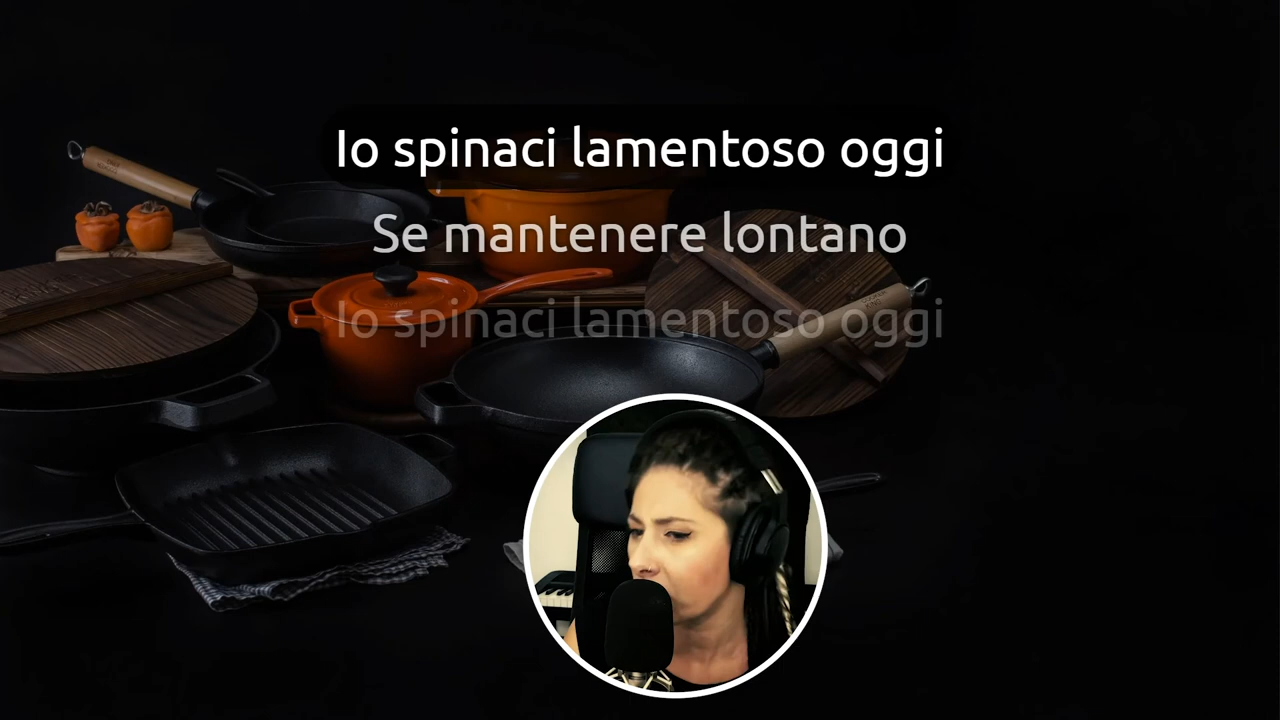 Io spinaci lamentoso oggi
Se mantenere lontano
Io spinaci lamentoso oggi